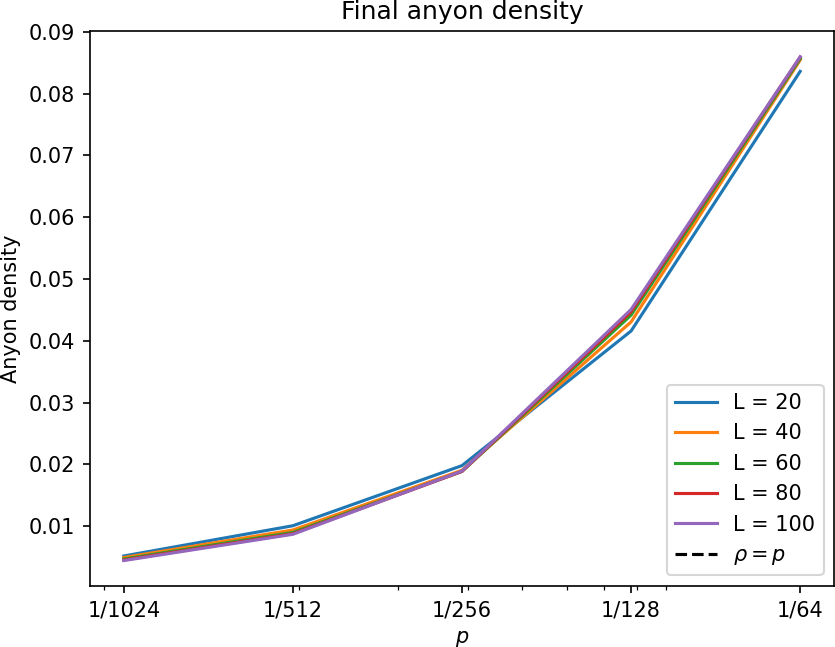 Final anyon density
Anyon density
0.09
0.08
0.07
0.06
0.05
0.04
0.03
0.02
0.01
1/1024
1/512
1/256
1/128
1/64
p
L = 20
L = 40
L = 60
L = 80
L = 100
ρ = p